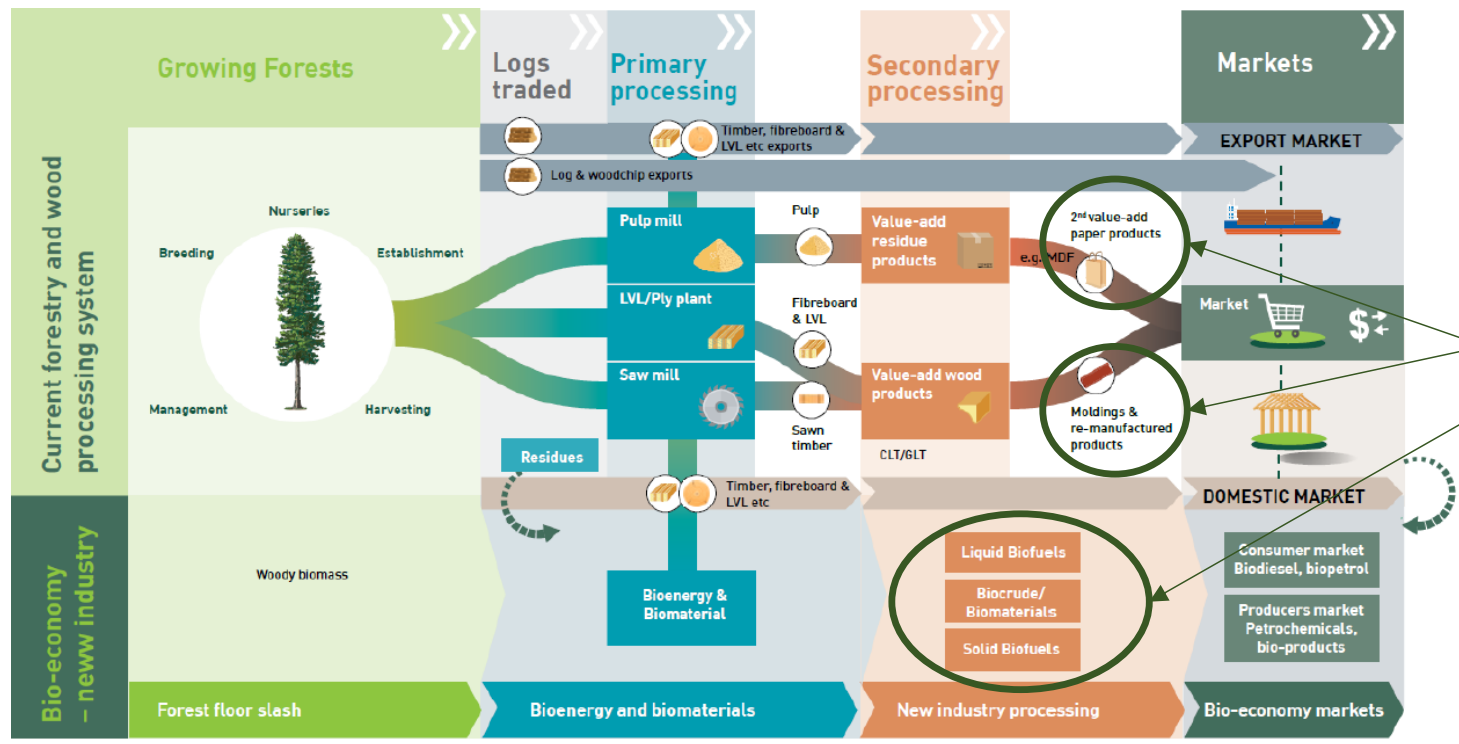 Growing Forests
Logs
traded
Primary
processing
Secondary
processing
Markets
Current forestry and wood
processing system
Timber, fibreboard &
LVL etc exports
EXPORT MARKET
Log & woodchip exports
Nurseries
Breeding
Establishment
Management
Harvesting
Pulp mill
Pulp
Value-add
residue
products
e.g. MDF
2nd value-add
paper products
LVL/Ply plant
Fibreboard
& LVL
Market
$
Saw mill
Sawn
timber
Value-add wood
products
CLT/GLT
Moldings &
re-manufactured
products
Residues
Timber, fibreboard &
LVL etc
DOMESTIC MARKET
Bio-economy
– neww industry
Woody biomass
Bioenergy &
Biomaterial
Liquid Biofuels
Biocrude/
Biomaterials
Solid Biofuels
Consumer market
Biodiesel, biopetrol
Producers market
Petrochemicals,
bio-products
Forest floor slash
Bioenergy and biomaterials
New industry processing
Bio-economy markets